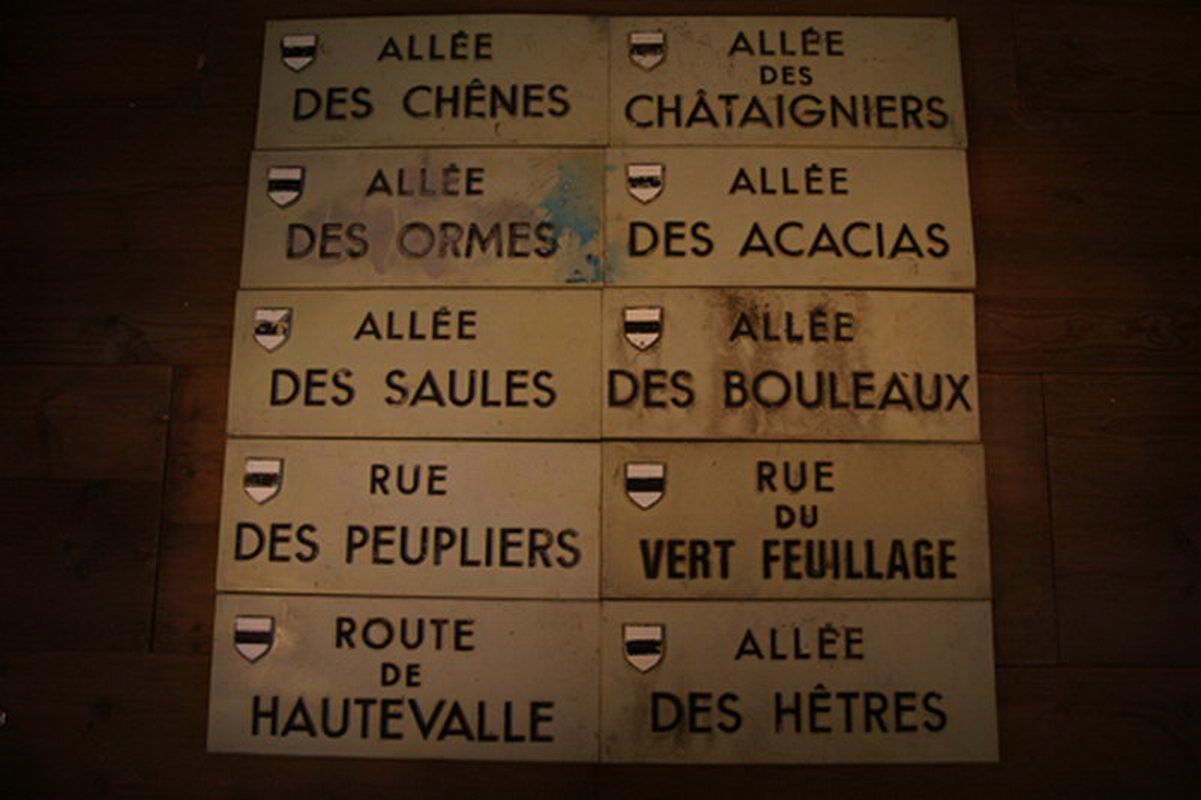 ALLÉE
DES CHÊNES
ALLÉE
DES
CHÂTAIGNIERS
ALLÉE
DES ORMES
ALLÉE
DES ACACIAS
ALLÉE
DES SAULES
ALLÉE
DES BOULEAUX
RUE
DES PEUPLIERS
RUE
DU
VERT FEUILLAGE
ROUTE
DE
HAUTEVALLE
ALLÉE
DES HÊTRES